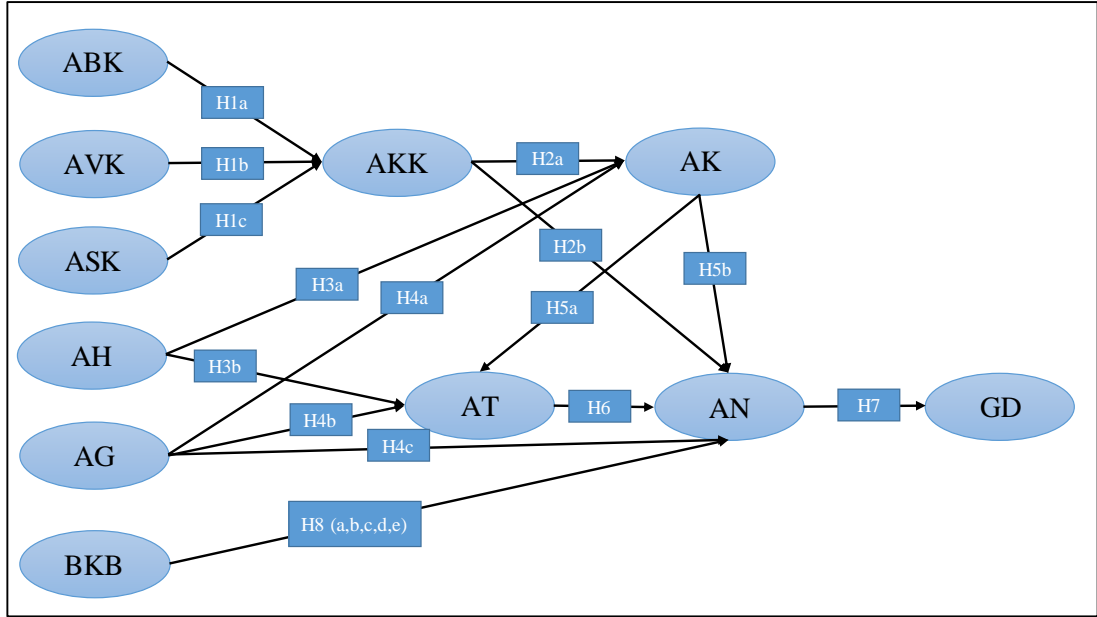 ABK
H1a
AVK
H1b
AKK
H2a
AK
H1c
ASK
H2b
H5b
H3a
H4a
H5a
AH
H3b
AT
H6
AN
H7
GD
H4b
H4c
AG
H8 (a,b,c,d,e)
BKB